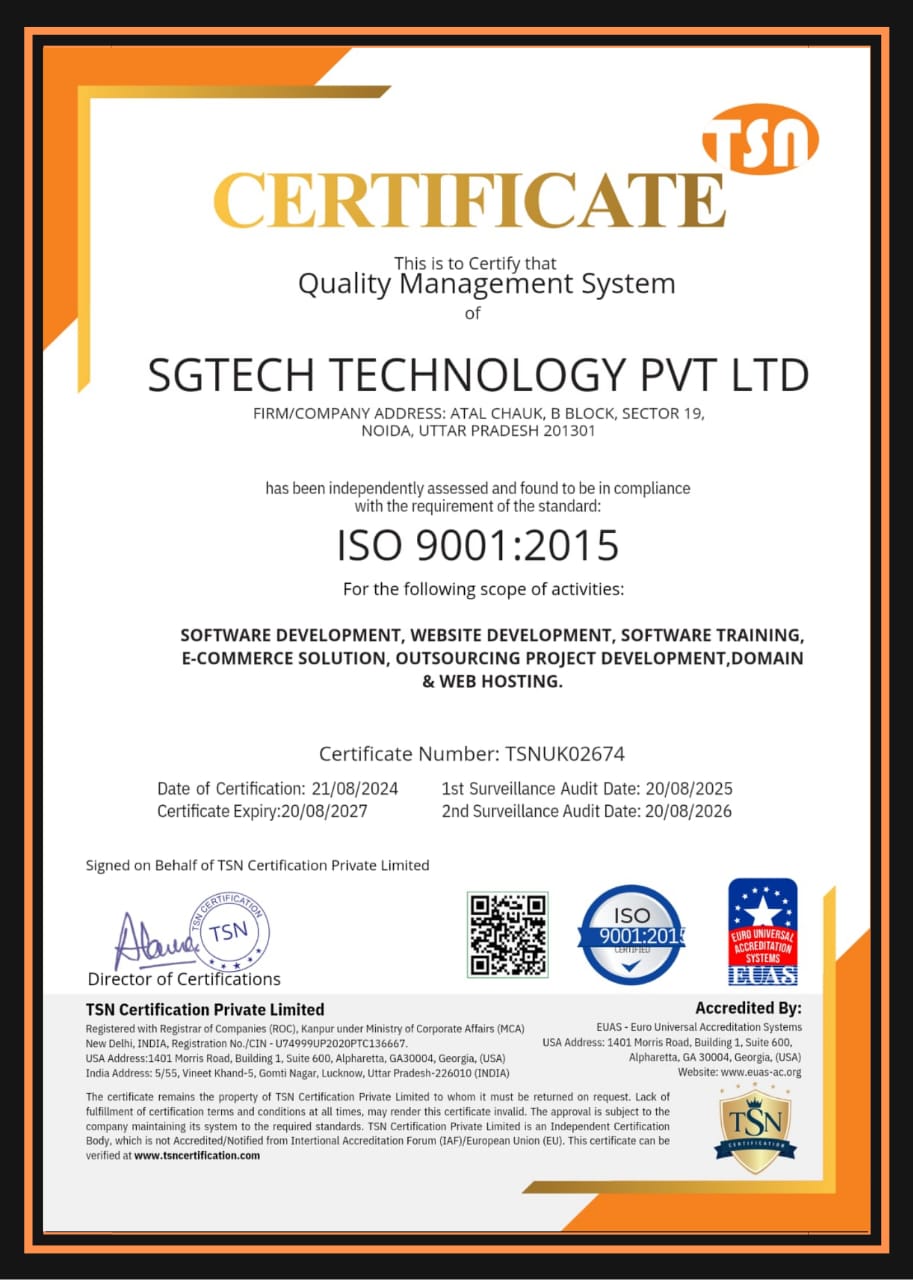 TSN
CERTIFICATE
This is to Certify that
Quality Management System
of
SGTECH TECHNOLOGY PVT LTD
FIRM/COMPANY ADDRESS: ATAL CHAUK, B BLOCK, SECTOR 19,
NOIDA, UTTAR PRADESH 201301
has been independently assessed and found to be in compliance
with the requirement of the standard:
ISO 9001:2015
For the following scope of activities:
SOFTWARE DEVELOPMENT, WEBSITE DEVELOPMENT, SOFTWARE TRAINING,
E-COMMERCE SOLUTION, OUTSOURCING PROJECT DEVELOPMENT,DOMAIN
& WEB HOSTING.
Certificate Number: TSNUK02674
Date of Certification: 21/08/2024
Certificate Expiry:20/08/2027
1st Surveillance Audit Date: 20/08/2025
2nd Surveillance Audit Date: 20/08/2026
Signed on Behalf of TSN Certification Private Limited
TSN CERTIFICATION
TSN
Director of Certifications
ISO
9001:2015
CERTIFIED
EURO UNIVERSAL
ACCREDITATION
SYSTEMS
EUAS
TSN Certification Private Limited
Registered with Registrar of Companies (ROC), Kanpur under Ministry of Corporate Affairs (MCA)
New Delhi, INDIA, Registration No./CIN - U74999UP2020PTC136667.
USA Address:1401 Morris Road, Building 1, Suite 600, Alpharetta, GA30004, Georgia, (USA)
India Address: 5/55, Vineet Khand-5, Gomti Nagar, Lucknow, Uttar Pradesh-226010 (INDIA)
Accredited By:
EUAS - Euro Universal Accreditation Systems
USA Address: 1401 Morris Road, Building 1, Suite 600,
Alpharetta, GA 30004, Georgia, (USA)
Website: www.euas-ac.org
The certificate remains the property of TSN Certification Private Limited to whom it must be returned on request. Lack of
fulfillment of certification terms and conditions at all times, may render this certificate invalid. The approval is subject to the
company maintaining its system to the required standards. TSN Certification Private Limited is an Independent Certification
Body, which is not Accredited/Notified from Intertional Accreditation Forum (IAF)/European Union (EU). This certificate can be
verified at www.tsncertification.com
TSN
CERTIFICATION